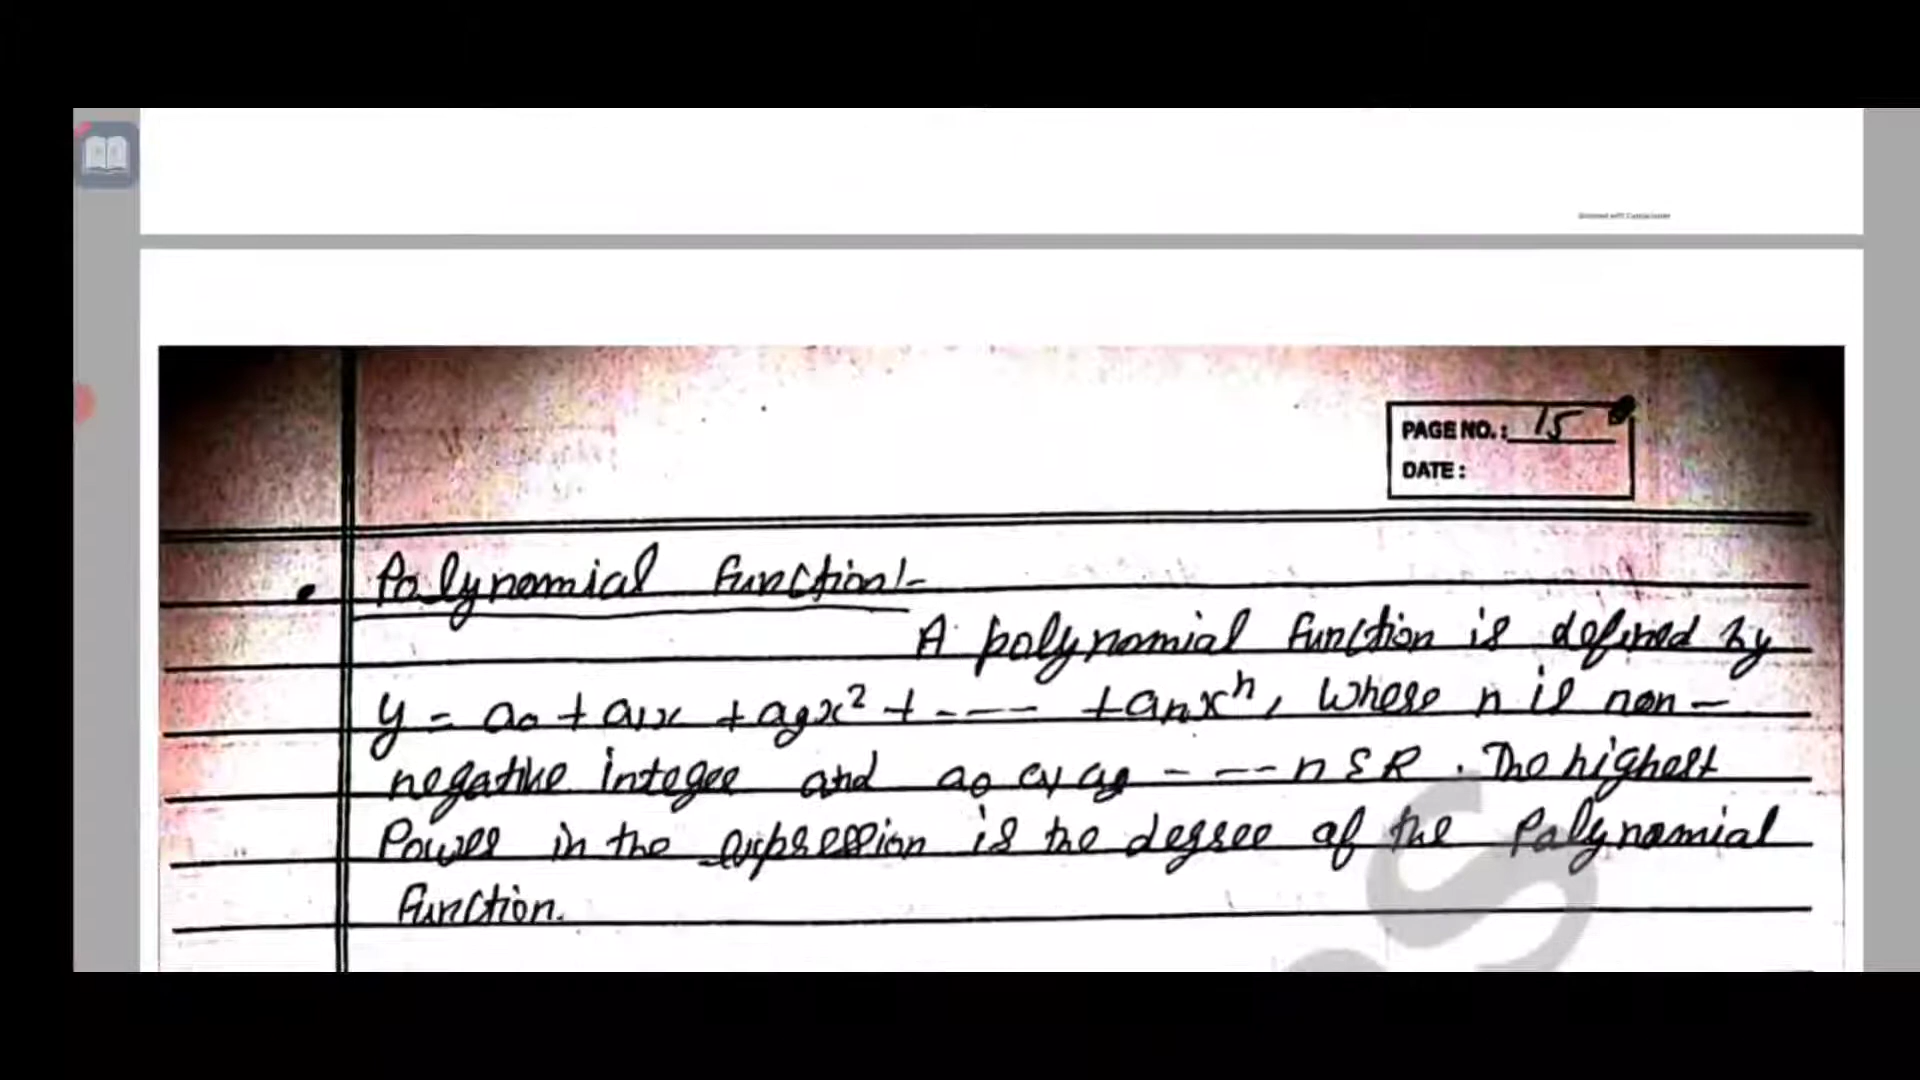 PAGE NO.: 15
DATE:
• Polynomial function:-
A polynomial function is defined by
y = a₀ + a₁x + a₂x² + ---- + aₙxⁿ, where n is non-
negative integer and a₀ a₁ a₂ - --- n ε R. The highest
Power in the expression is the degree of the Polynomial
function.